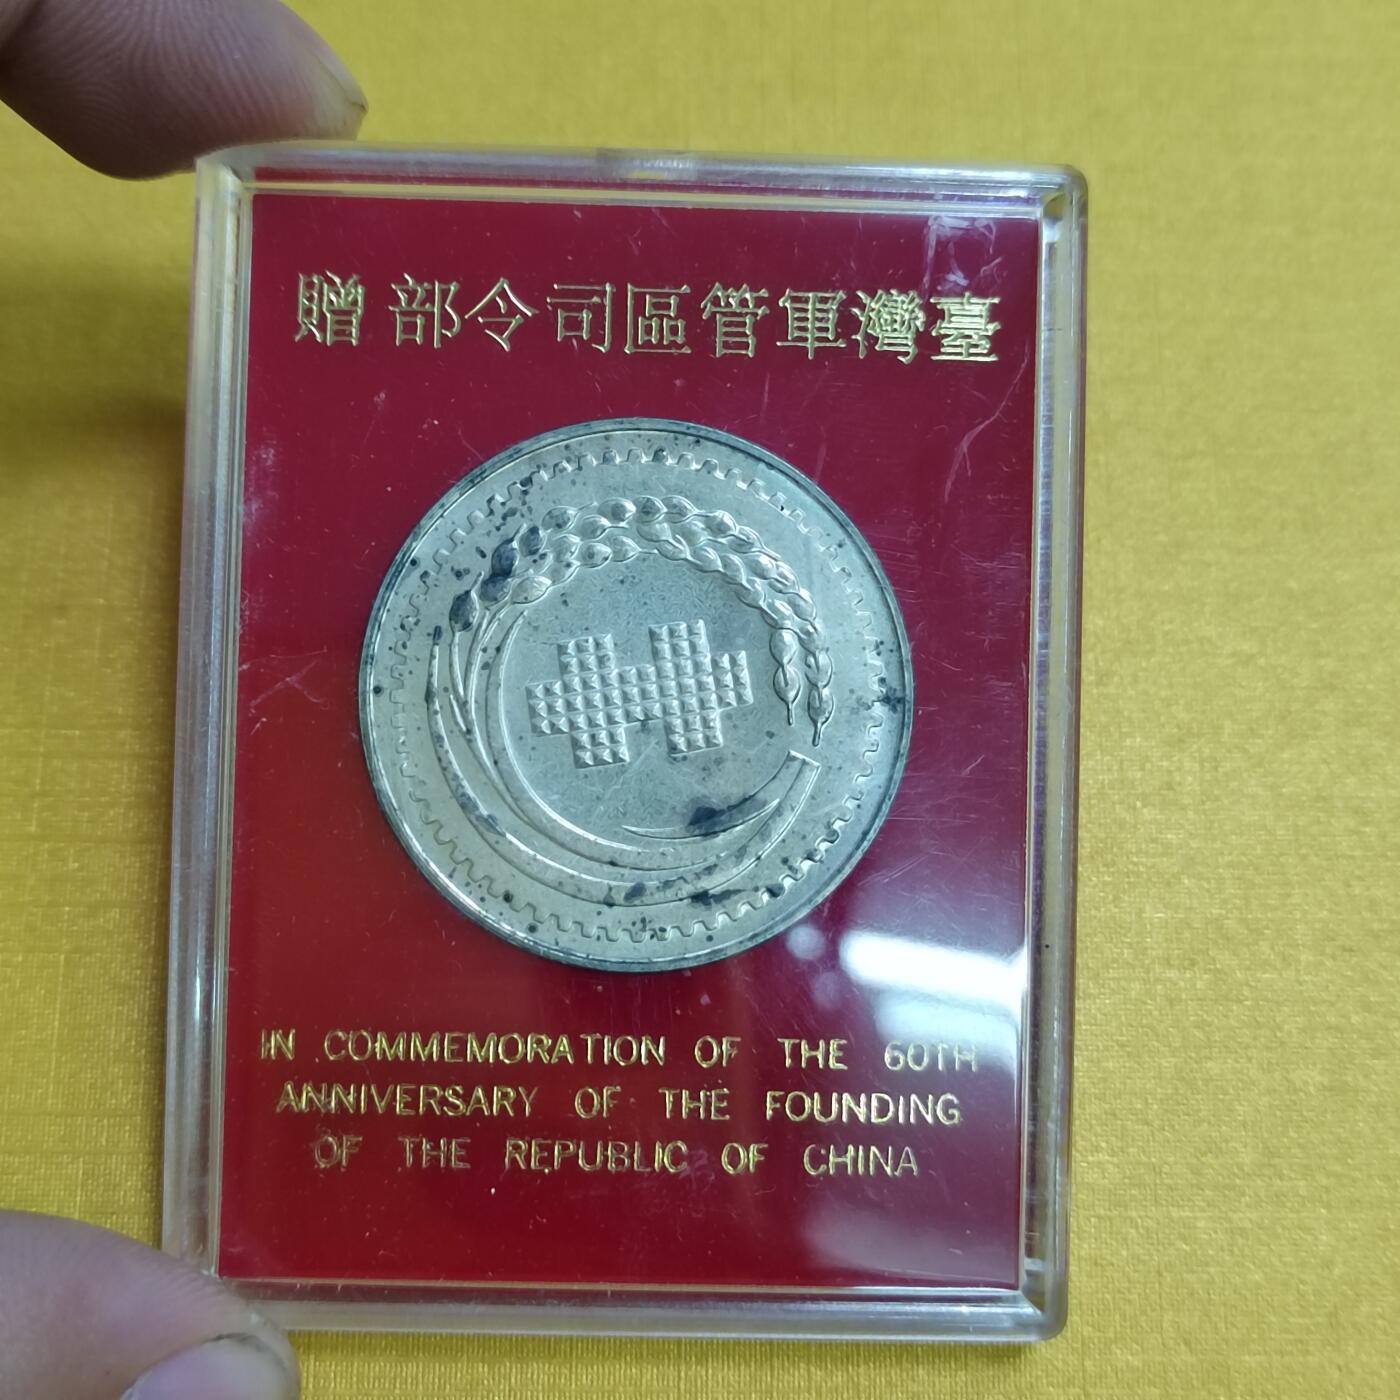 臺灣軍管區司令部 贈
IN COMMEMORATION OF THE 60TH
ANNIVERSARY OF THE FOUNDING
OF THE REPUBLIC OF CHINA